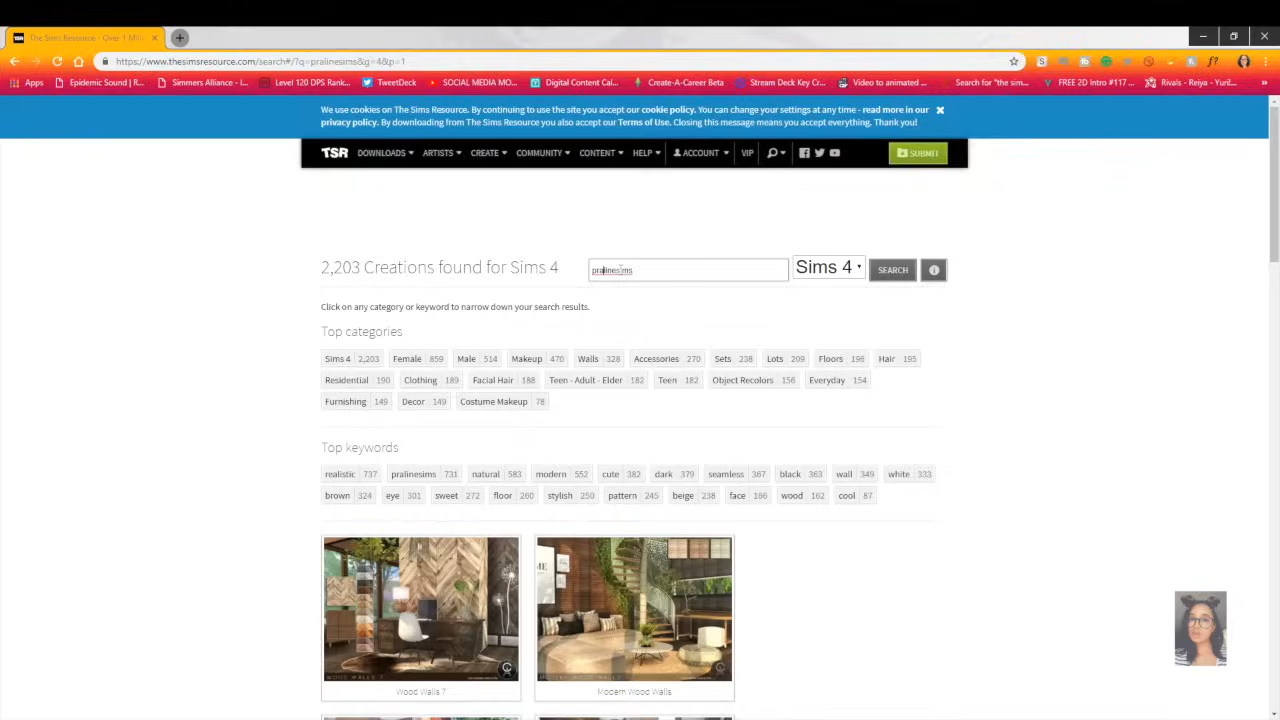 The Sims Resource - Over 1 Milli
https://www.thesimsresource.com/search#/?q=pralinesims&g=4&p=1
Apps Epidemic Sound | R... Simmers Alliance - I... Level 120 DPS Rank... TweetDeck SOCIAL MEDIA MO... Digital Content Cal... Create-A-Career Beta Stream Deck Key Cr... Video to animated ... Search for "the sim... FREE 2D Intro #117 ... Rivals - Reiya - Yuril...
We use cookies on The Sims Resource. By continuing to use the site you accept our cookie policy. You can change your settings at any time - read more in our
privacy policy. By downloading from The Sims Resource you also accept our Terms of Use. Closing this message means you accept everything. Thank you!
TSR DOWNLOADS ARTISTS CREATE COMMUNITY CONTENT HELP ACCOUNT VIP SUBMIT
2,203 Creations found for Sims 4 pralinesims Sims 4 SEARCH
Click on any category or keyword to narrow down your search results.
Top categories
Sims 4 2,203 Female 859 Male 514 Makeup 470 Walls 328 Accessories 270 Sets 238 Lots 209 Floors 196 Hair 195
Residential 190 Clothing 189 Facial Hair 188 Teen - Adult - Elder 182 Teen 182 Object Recolors 156 Everyday 154
Furnishing 149 Decor 149 Costume Makeup 78
Top keywords
realistic 737 pralinesims 731 natural 583 modern 552 cute 382 dark 379 seamless 367 black 363 wall 349 white 333
brown 324 eye 301 sweet 272 floor 260 stylish 250 pattern 245 beige 238 face 186 wood 162 cool 87
WOOD WALLS 7
MODERN WOOD WALLS
Wood Walls 7 Modern Wood Walls